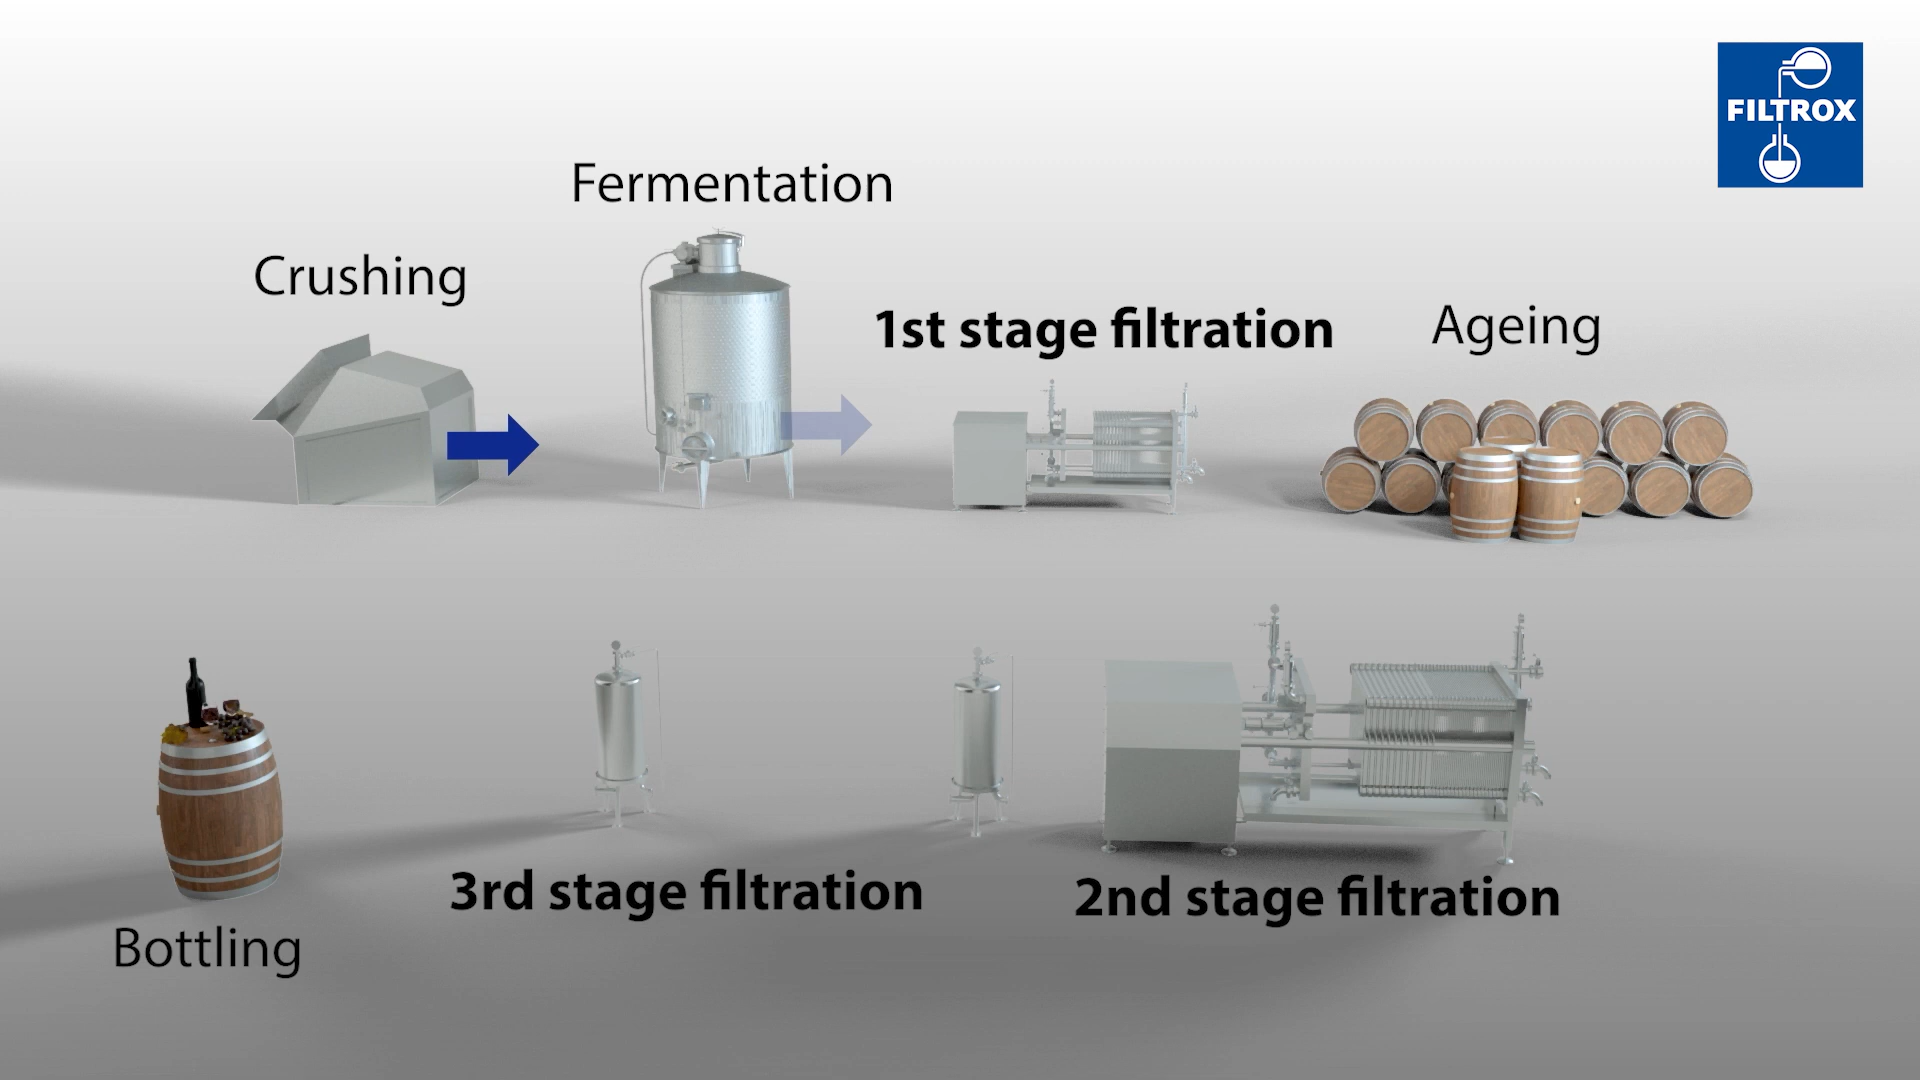 FILTROX
Fermentation
Crushing
1st stage filtration
Ageing
3rd stage filtration
2nd stage filtration
Bottling